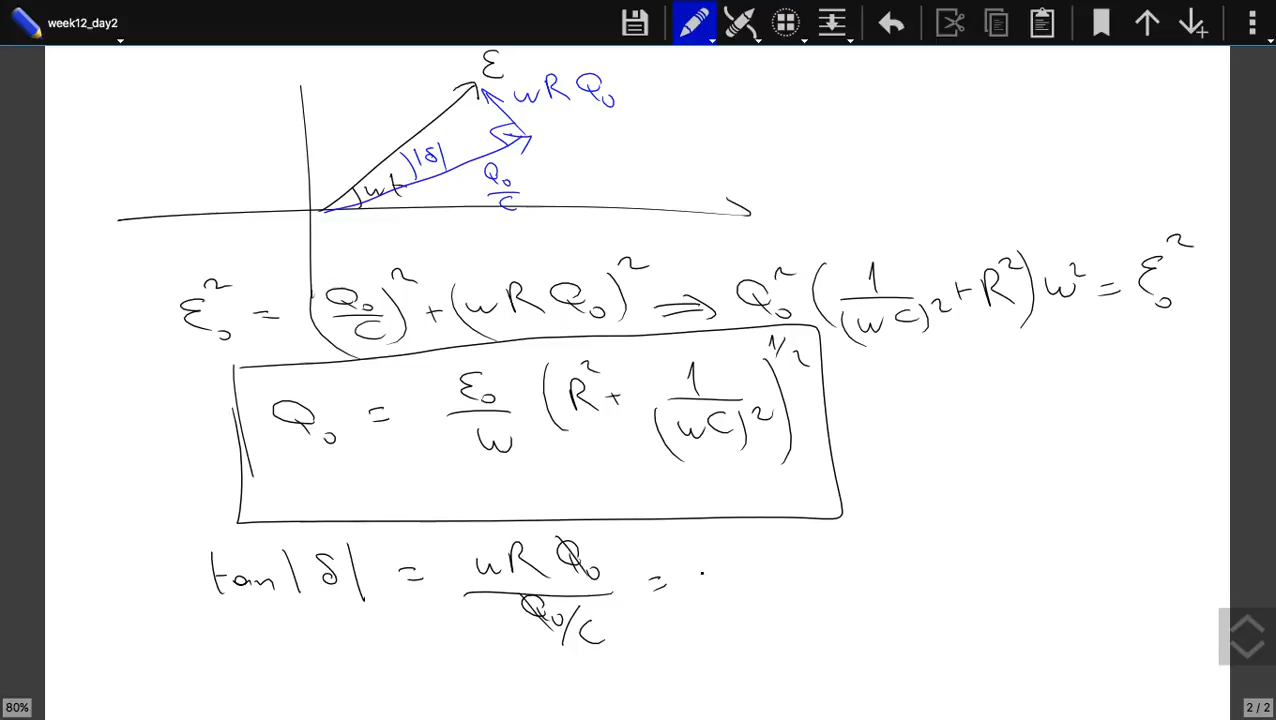 week12_day2
ε
ωRQ₀
|δ|
ωt
Q₀/C
ε₀² = (Q₀/C)² + (ωRQ₀)² ⟹ Q₀² (1/(ωC)² + R²) ω² = ε₀²
Q₀ = ε₀/ω (R² + 1/(ωC)²)^1/2
tan|δ| = ωRQ₀ / (Q₀/C) =
80%
2 / 2